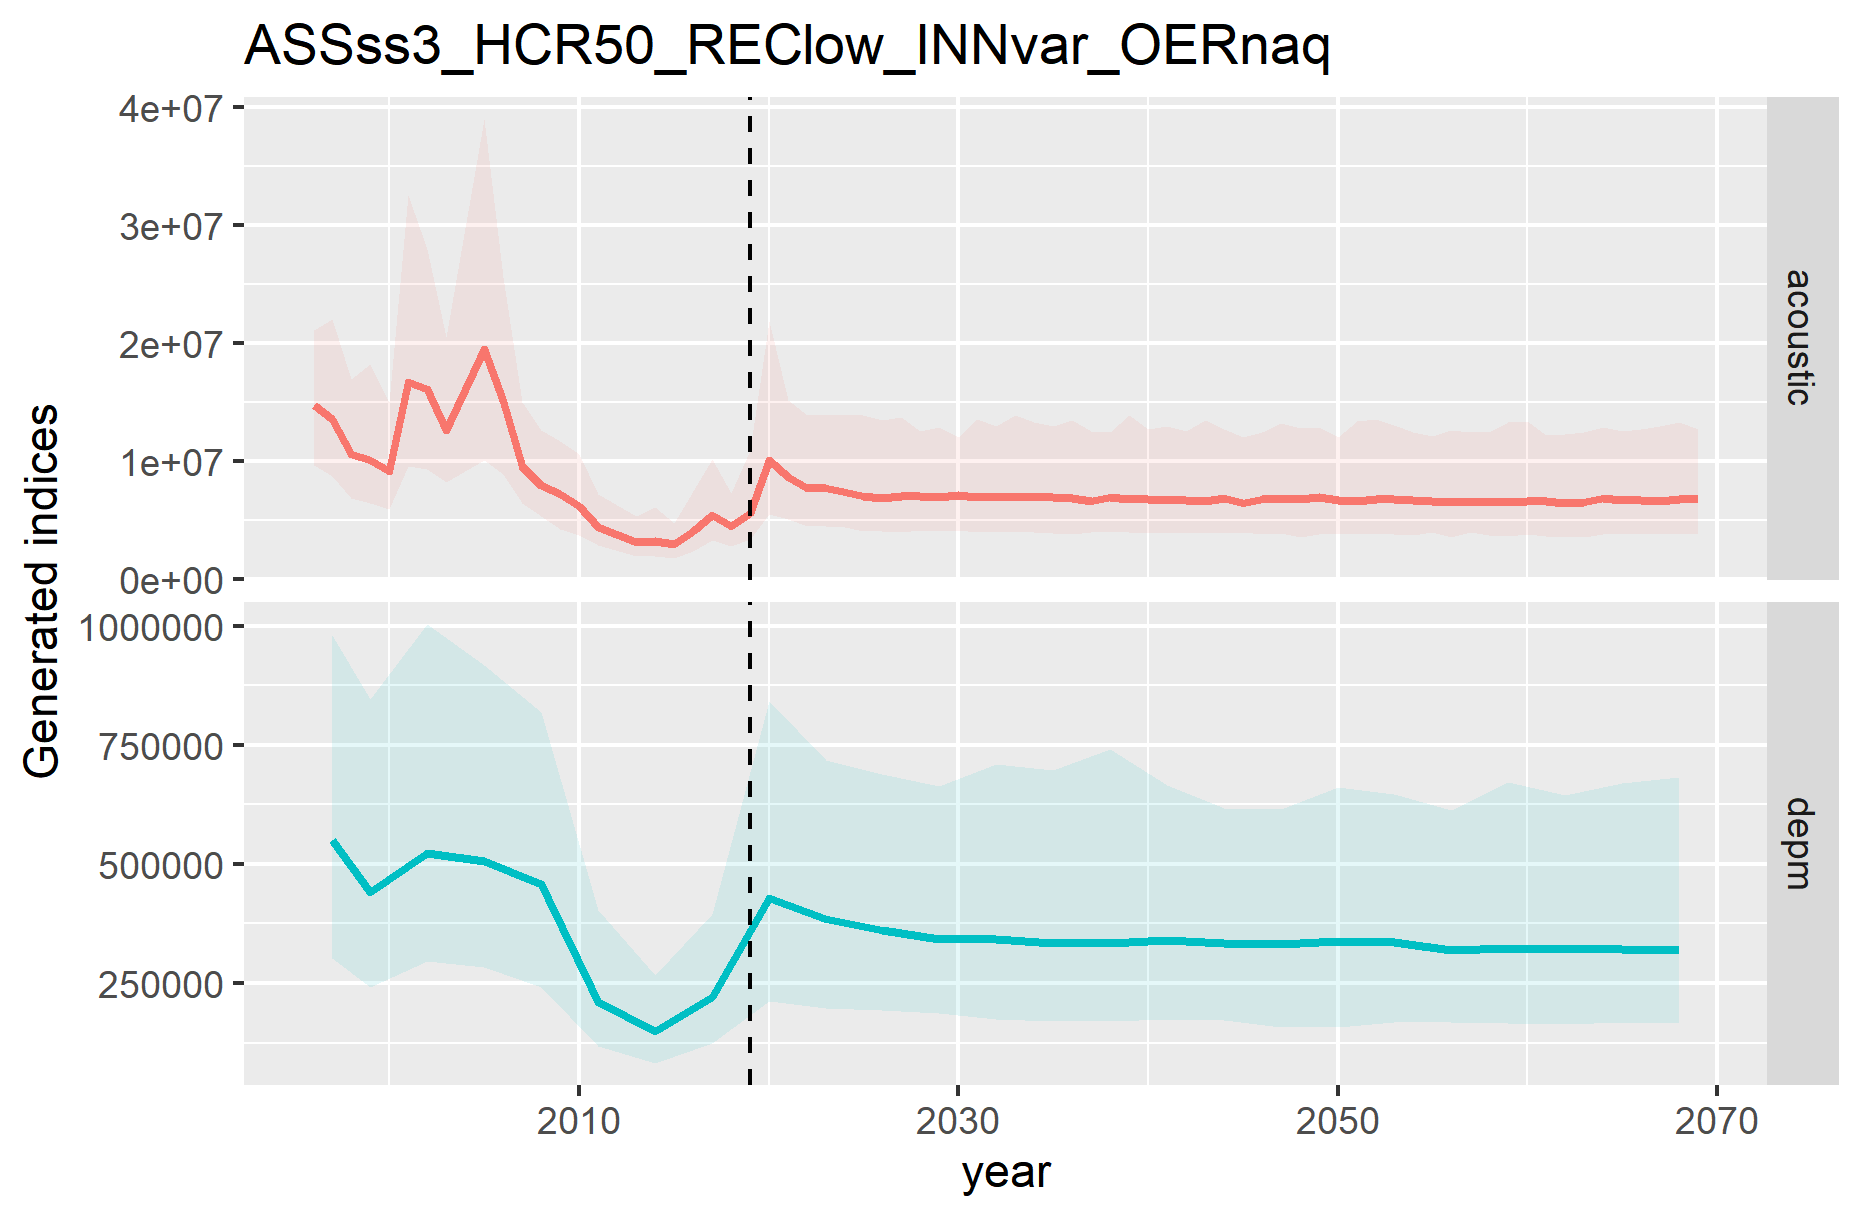 ASSss3_HCR50_REClow_INNvar_OERnaq
Generated indices
4e+07
3e+07
2e+07
1e+07
0e+00
acoustic
1000000
750000
500000
250000
depm
2010
2030
2050
2070
year